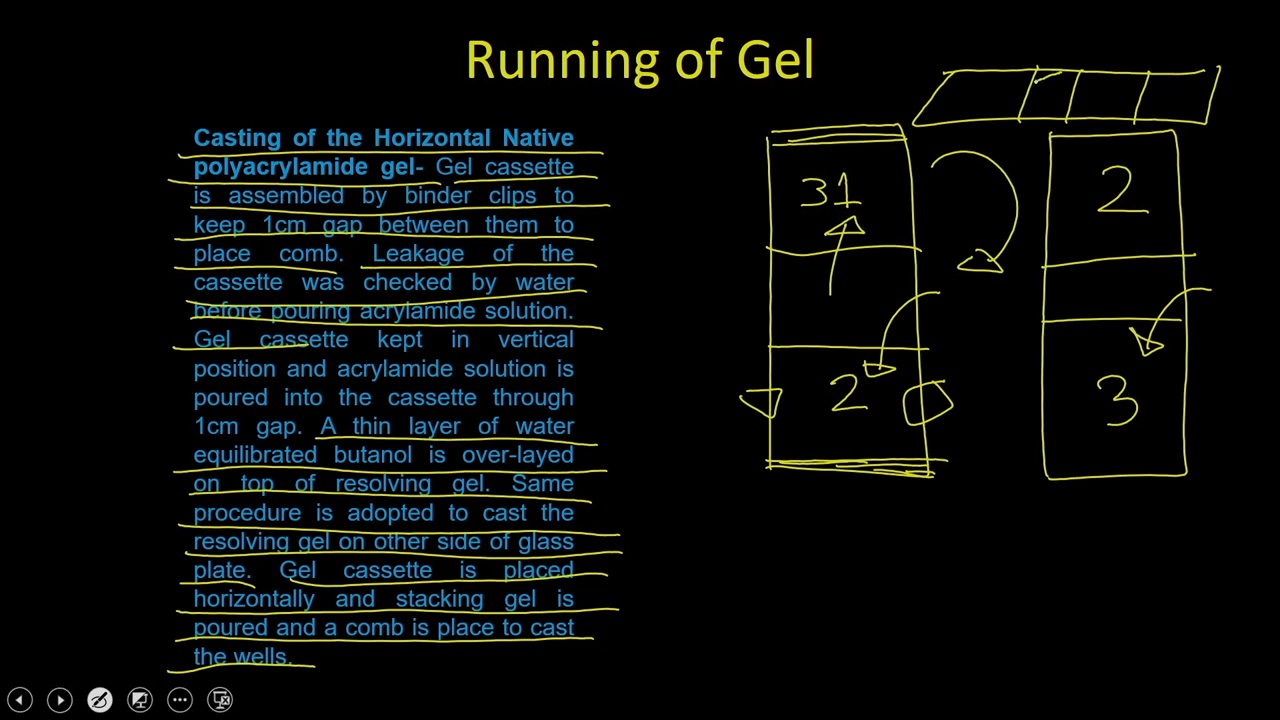 Running of Gel
Casting of the Horizontal Native
polyacrylamide gel- Gel cassette
is assembled by binder clips to
keep 1cm gap between them to
place comb. Leakage of the
cassette was checked by water
before pouring acrylamide solution.
Gel cassette kept in vertical
position and acrylamide solution is
poured into the cassette through
1cm gap. A thin layer of water
equilibrated butanol is over-layed
on top of resolving gel. Same
procedure is adopted to cast the
resolving gel on other side of glass
plate. Gel cassette is placed
horizontally and stacking gel is
poured and a comb is place to cast
the wells.
31
2
2
3